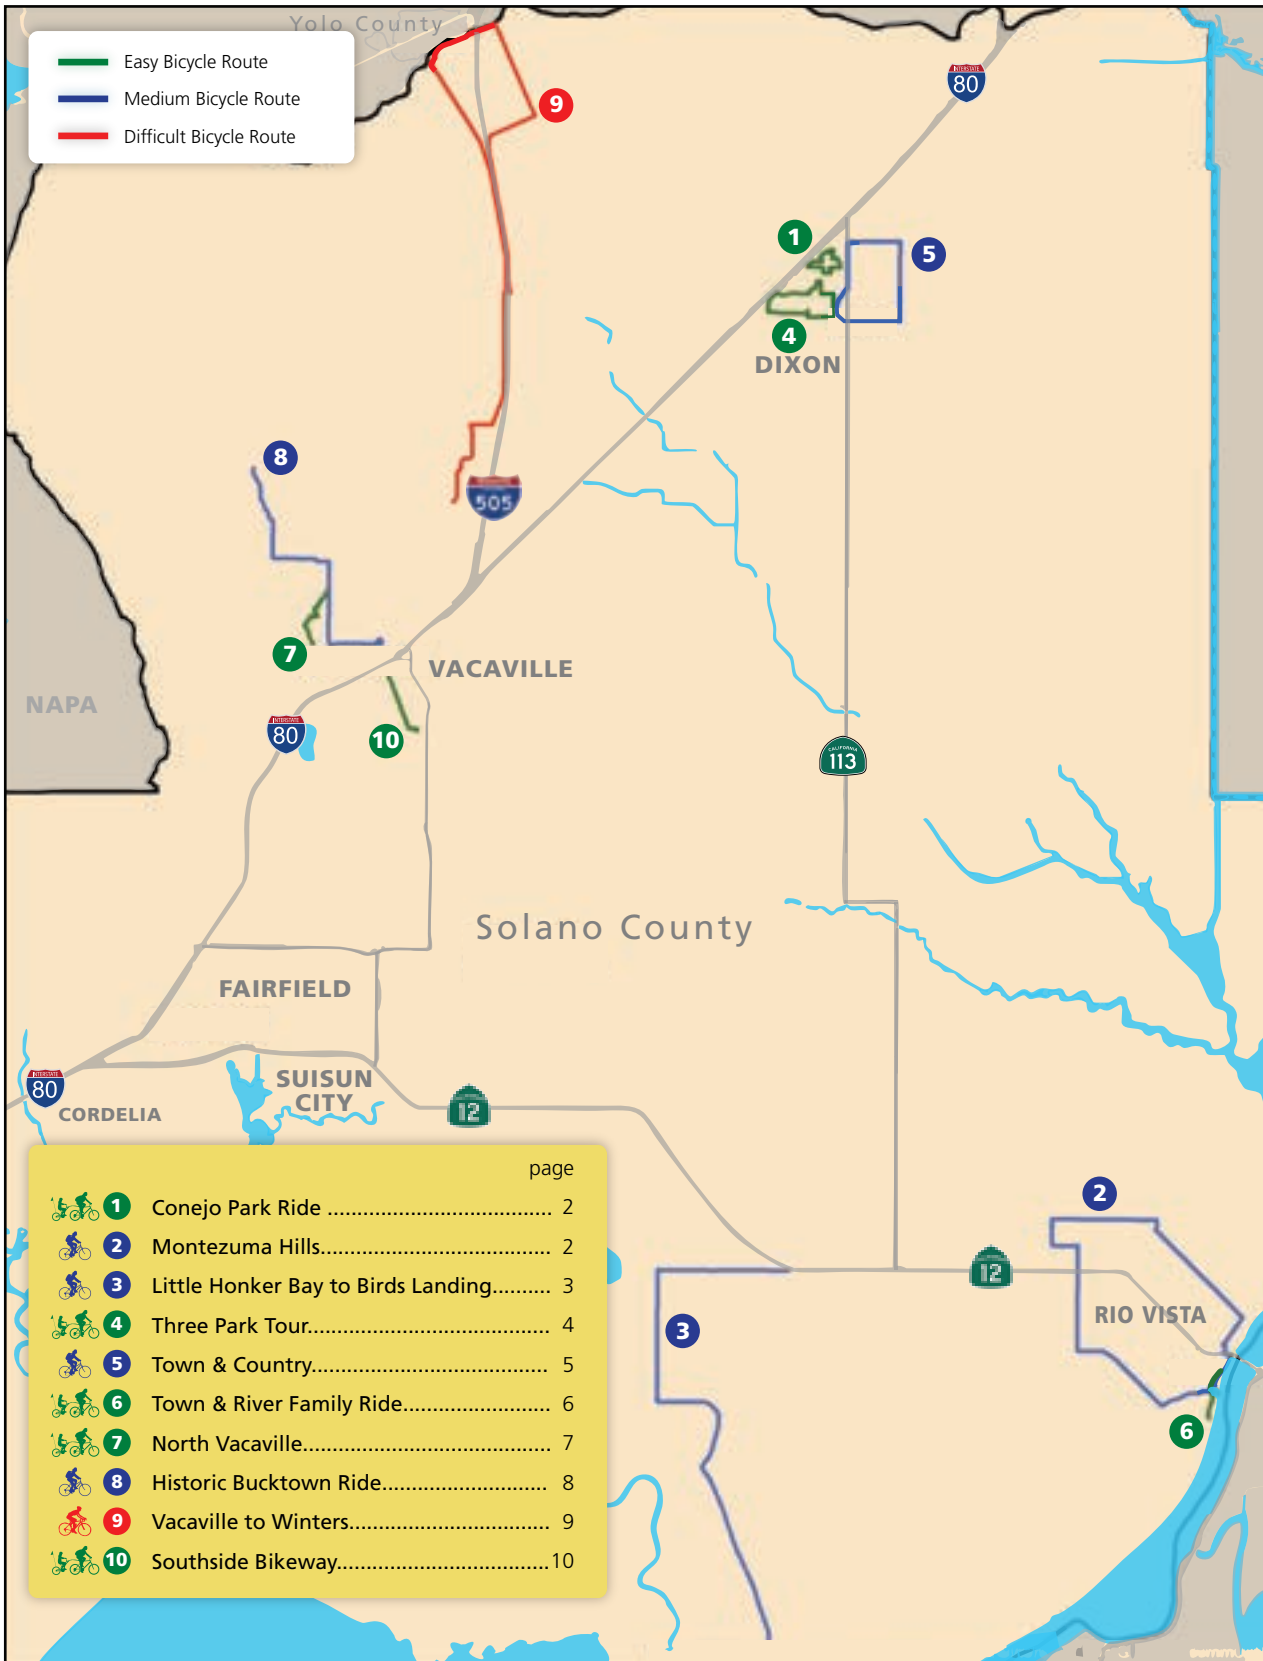 Yolo County
Easy Bicycle Route
Medium Bicycle Route
Difficult Bicycle Route
9
INTERSTATE
80
1
5
4
DIXON
8
505
7
VACAVILLE
NAPA
INTERSTATE
80
10
CALIFORNIA
113
Solano County
FAIRFIELD
INTERSTATE
80
SUISUN
CITY
CORDELIA
12
page
1 Conejo Park Ride ...................................... 2
2 Montezuma Hills....................................... 2
3 Little Honker Bay to Birds Landing.......... 3
4 Three Park Tour......................................... 4
5 Town & Country........................................ 5
6 Town & River Family Ride......................... 6
7 North Vacaville.......................................... 7
8 Historic Bucktown Ride............................ 8
9 Vacaville to Winters.................................. 9
10 Southside Bikeway....................................10
2
12
RIO VISTA
3
6